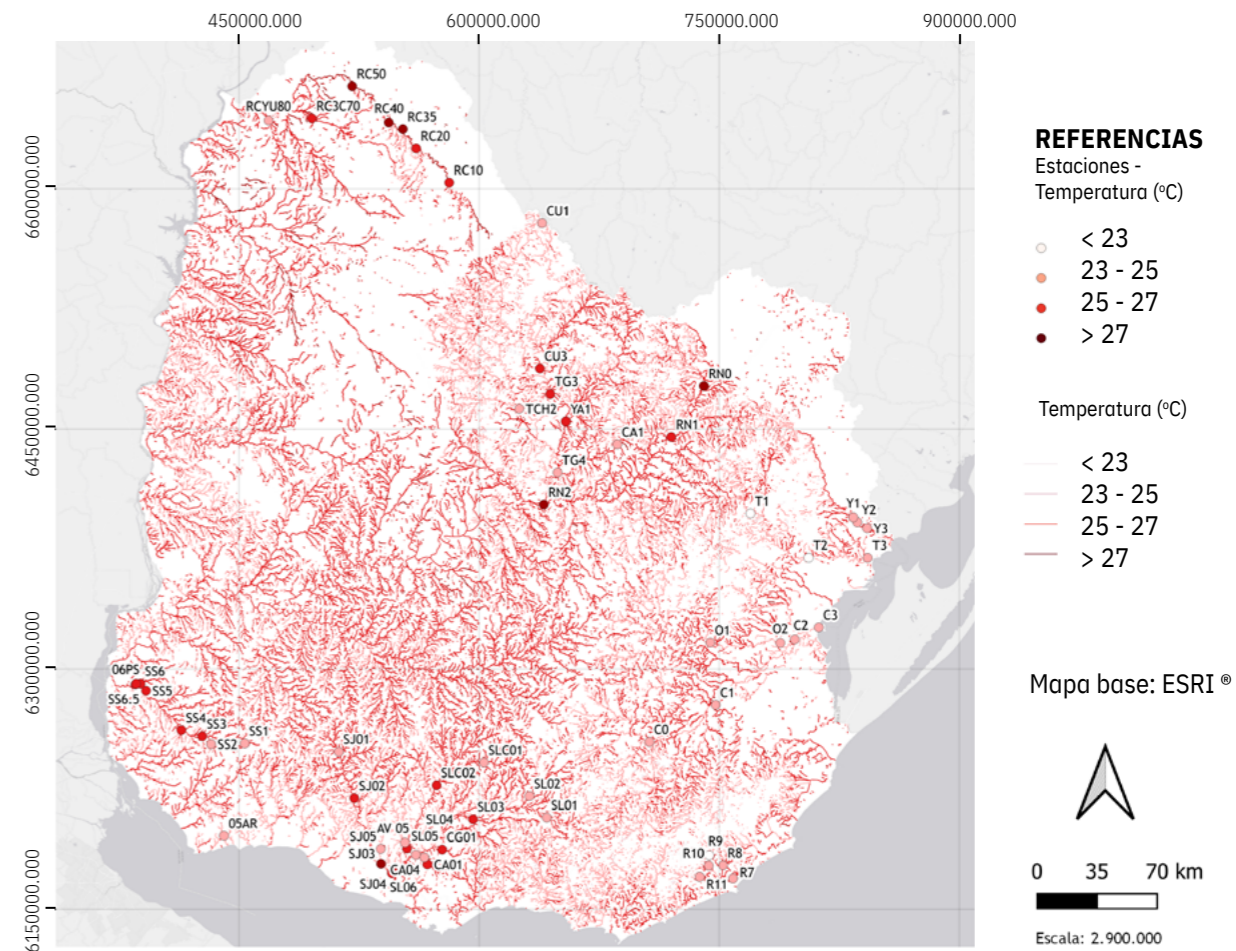 450000.000
600000.000
750000.000
900000.000
6600000.000
6450000.000
6300000.000
6150000.000
RC50
RCYU80
RC3C70
RC40
RC35
RC20
RC10
CU1
CU3
TG3
RN0
TCH2
YA1
CA1
RN1
TG4
RN2
T1
Y1
Y2
Y3
T2
T3
C3
O1
O2
C2
06PS
SS6
SS6.5
SS5
C1
SS4
SS3
SS2
SS1
SJ01
C0
SLC01
SJ02
SLC02
SL02
SL03
SL01
SL04
05AR
AV 05
SJ05
SL05
CG01
SJ03
CA04
CA01
SJ04
SL06
R9
R10
R8
R11
R7
REFERENCIAS
Estaciones -
Temperatura (ºC)
< 23
23 - 25
25 - 27
> 27
Temperatura (ºC)
< 23
23 - 25
25 - 27
> 27
Mapa base: ESRI ®
0 35 70 km
Escala: 2.900.000